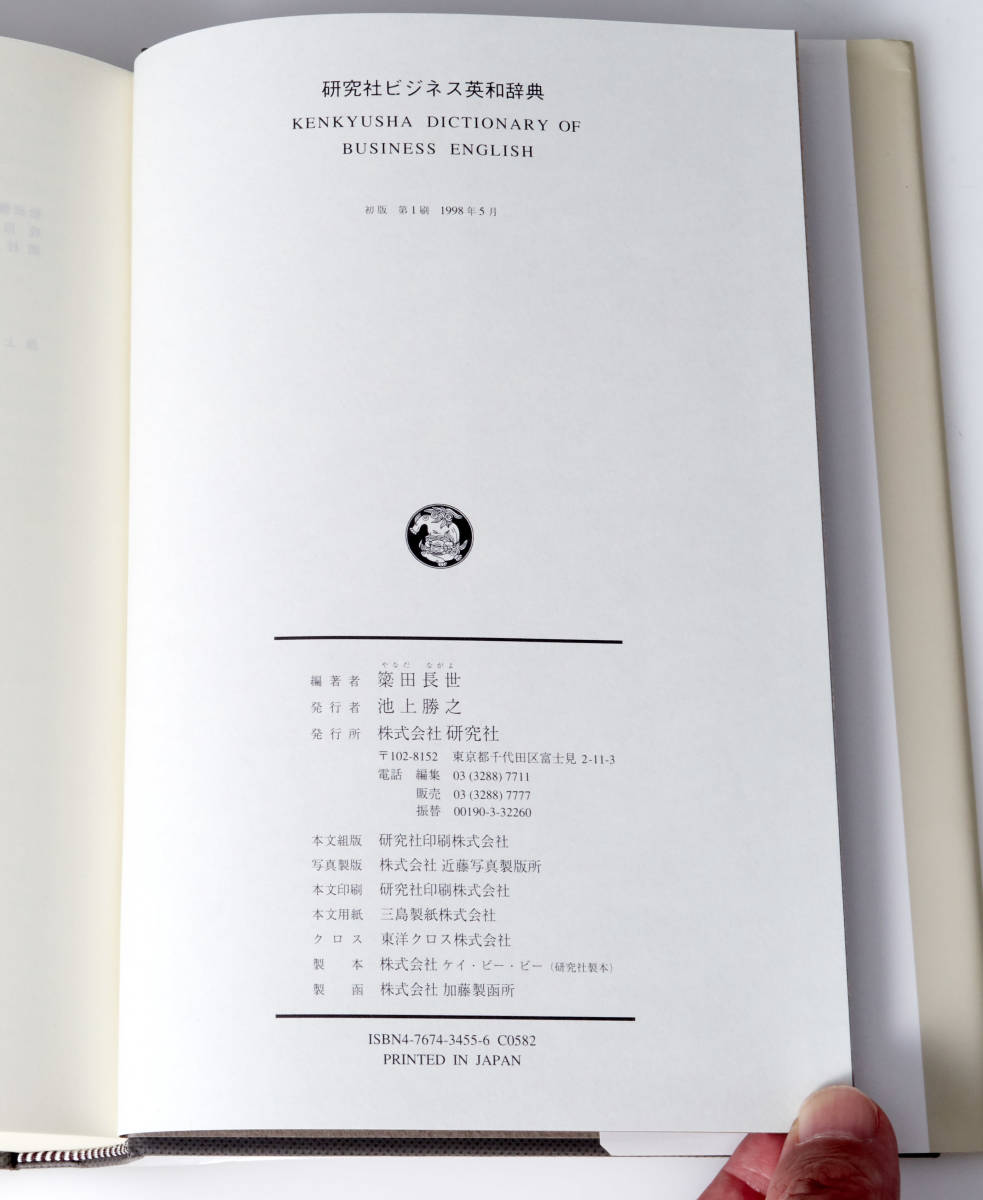 研究社ビジネス英和辞典
KENKYUSHA DICTIONARY OF
BUSINESS ENGLISH
初版 第1刷 1998年5月
やなだ ながよ
編著者 簗田長世
発行者 池上勝之
発行所 株式会社 研究社
〒102-8152 東京都千代田区富士見 2-11-3
電話 編集 03 (3288) 7711
販売 03 (3288) 7777
振替 00190-3-32260
本文組版 研究社印刷株式会社
写真製版 株式会社 近藤写真製版所
本文印刷 研究社印刷株式会社
本文用紙 三島製紙株式会社
クロス 東洋クロス株式会社
製本 株式会社 ケイ・ビー・ビー（研究社製本）
製函 株式会社 加藤製函所
ISBN4-7674-3455-6 C0582
PRINTED IN JAPAN